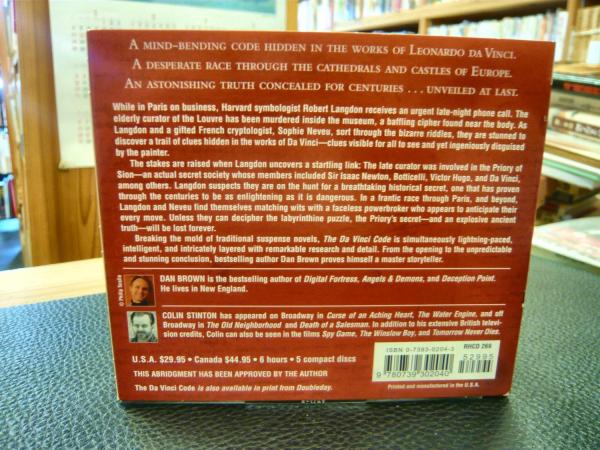 A MIND-BENDING CODE HIDDEN IN THE WORKS OF LEONARDO DA VINCI.
A DESPERATE RACE THROUGH THE CATHEDRALS AND CASTLES OF EUROPE.
AN ASTONISHING TRUTH CONCEALED FOR CENTURIES . . . UNVEILED AT LAST.
While in Paris on business, Harvard symbologist Robert Langdon receives an urgent late-night phone call. The
elderly curator of the Louvre has been murdered inside the museum, a baffling cipher found near the body. As
Langdon and a gifted French cryptologist, Sophie Neveu, sort through the bizarre riddles, they are stunned to
discover a trail of clues hidden in the works of Da Vinci—clues visible for all to see and yet ingeniously disguised
by the painter.
The stakes are raised when Langdon uncovers a startling link: The late curator was involved in the Priory of
Sion—an actual secret society whose members included Sir Isaac Newton, Botticelli, Victor Hugo, and Da Vinci,
among others. Langdon suspects they are on the hunt for a breathtaking historical secret, one that has proven
through the centuries to be as enlightening as it is dangerous. In a frantic race through Paris, and beyond,
Langdon and Neveu find themselves matching wits with a faceless powerbroker who appears to anticipate their
every move. Unless they can decipher the labyrinthine puzzle, the Priory's secret—and an explosive ancient
truth—will be lost forever.
Breaking the mold of traditional suspense novels, The Da Vinci Code is simultaneously lightning-paced,
intelligent, and intricately layered with remarkable research and detail. From the opening to the unpredictable
and stunning conclusion, bestselling author Dan Brown proves himself a master storyteller.
DAN BROWN is the bestselling author of Digital Fortress, Angels & Demons, and Deception Point.
He lives in New England.
COLIN STINTON has appeared on Broadway in Curse of an Aching Heart, The Water Engine, and off
Broadway in The Old Neighborhood and Death of a Salesman. In addition to his extensive British televi-
sion credits, Colin can also be seen in the films Spy Game, The Winslow Boy, and Tomorrow Never Dies.
U.S.A. $29.95 • Canada $44.95 • 6 hours • 5 compact discs
THIS ABRIDGMENT HAS BEEN APPROVED BY THE AUTHOR
The Da Vinci Code is also available in print from Doubleday.
ISBN 0-7393-0204-3
RHCD 268
52995
9 780739 302040
Printed and manufactured in the U.S.A.